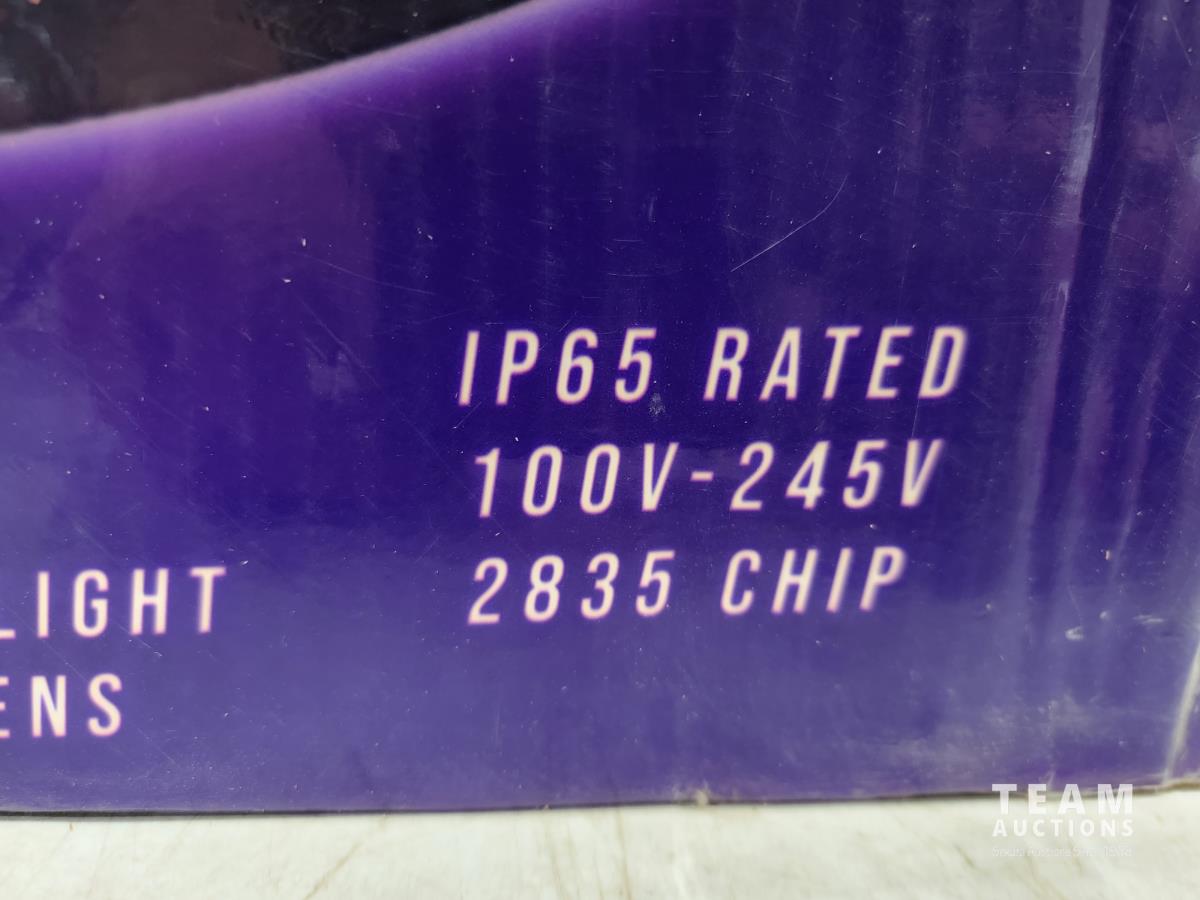 IP65 RATED
100V-245V
2835 CHIP
LIGHT
ENS
TEAM
AUCTIONS